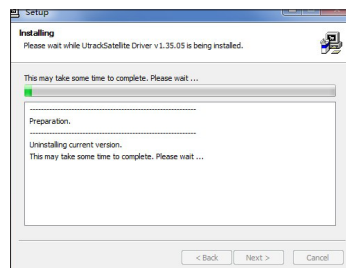 Setup
Installing
Please wait while UtrackSatellite Driver v1.35.05 is being installed.
This may take some time to complete. Please wait ...
------------------------------------------------------------
Preparation.
------------------------------------------------------------
Uninstalling current version.
This may take some time to complete. Please wait ...
< Back
Next >
Cancel